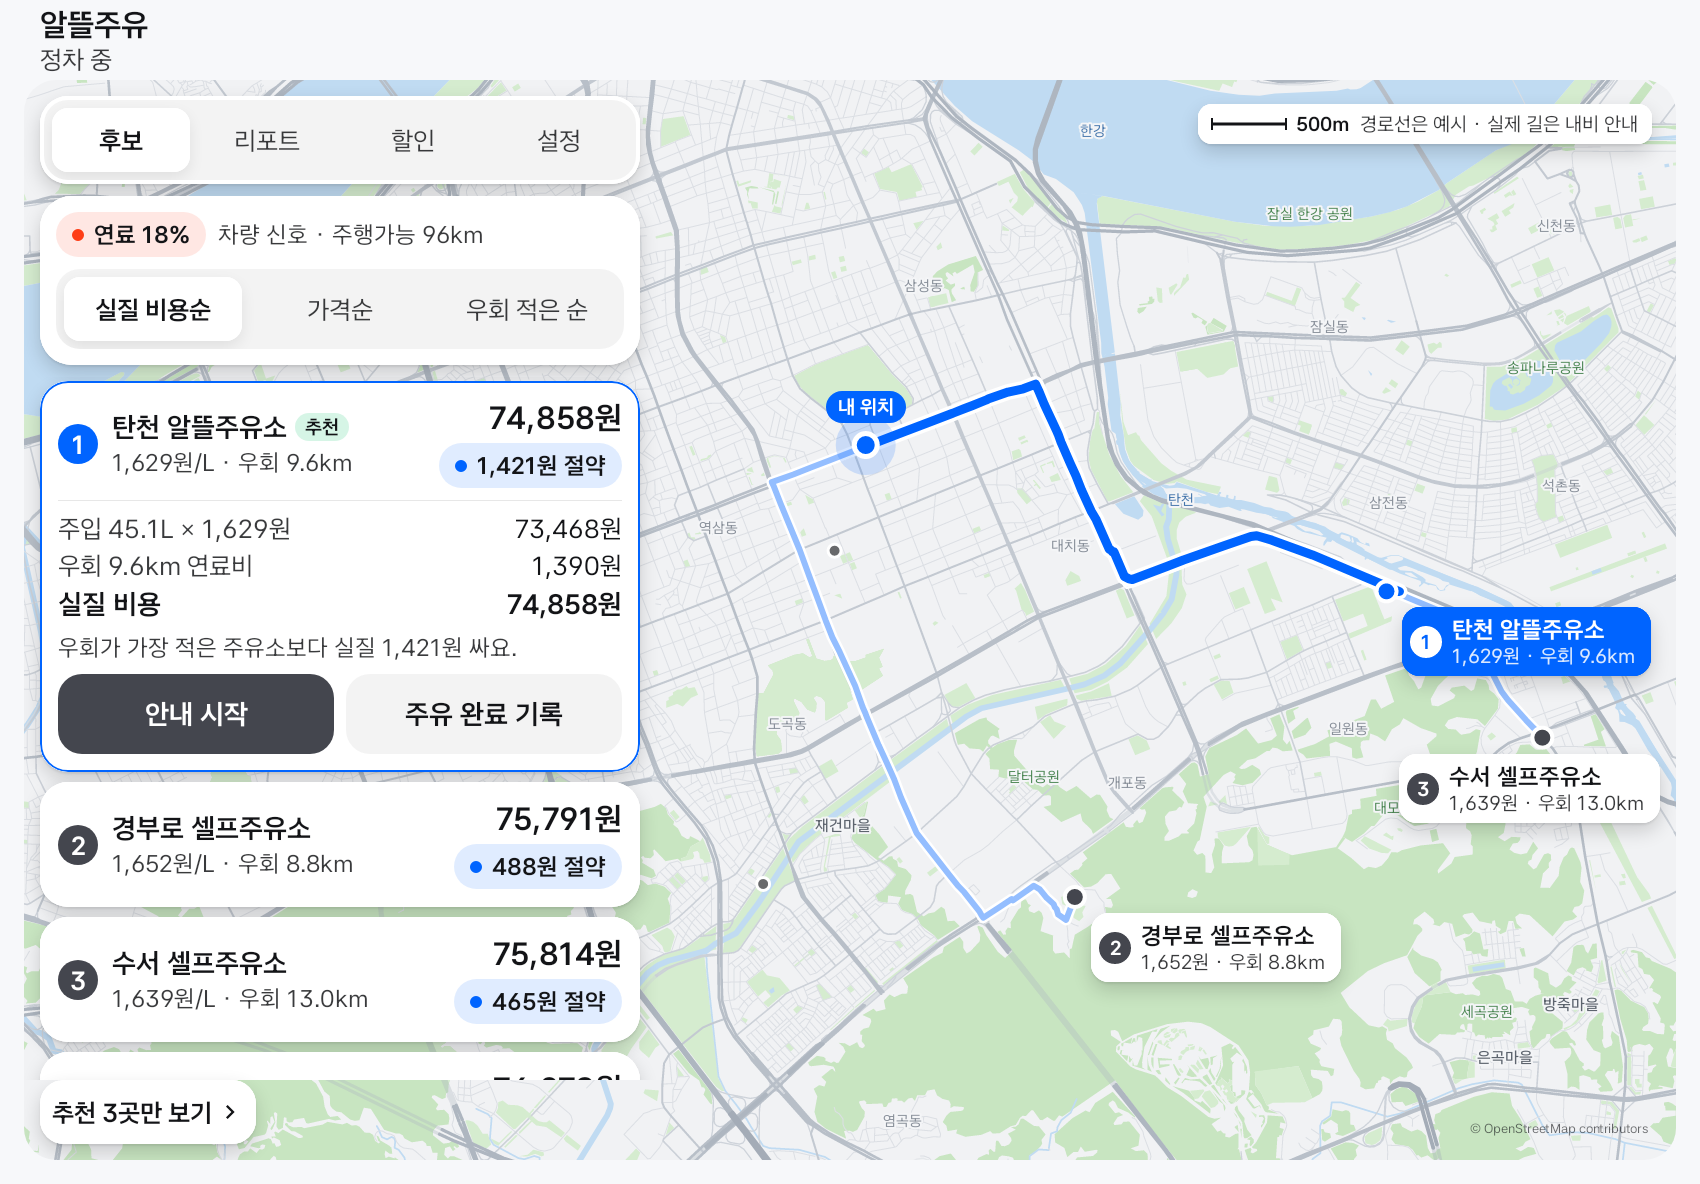 알뜰주유
정차 중
후보
리포트
할인
설정
연료 18%
차량 신호 · 주행가능 96km
실질 비용순
가격순
우회 적은 순
1
탄천 알뜰주유소
추천
1,629원/L · 우회 9.6km
74,858원
1,421원 절약
주입 45.1L × 1,629원
73,468원
우회 9.6km 연료비
1,390원
실질 비용
74,858원
우회가 가장 적은 주유소보다 실질 1,421원 싸요.
안내 시작
주유 완료 기록
2
경부로 셀프주유소
1,652원/L · 우회 8.8km
75,791원
488원 절약
3
수서 셀프주유소
1,639원/L · 우회 13.0km
75,814원
465원 절약
추천 3곳만 보기
500m 경로선은 예시 · 실제 길은 내비 안내
한강
잠실 한강 공원
신천동
삼성동
잠실동
송파나루공원
내 위치
역삼동
대치동
탄천
삼전동
석촌동
1
탄천 알뜰주유소
1,629원 · 우회 9.6km
도곡동
일원동
달터공원
개포동
재건마을
대모
3
수서 셀프주유소
1,639원 · 우회 13.0km
2
경부로 셀프주유소
1,652원 · 우회 8.8km
세곡공원
방죽마을
은곡마을
염곡동
© OpenStreetMap contributors